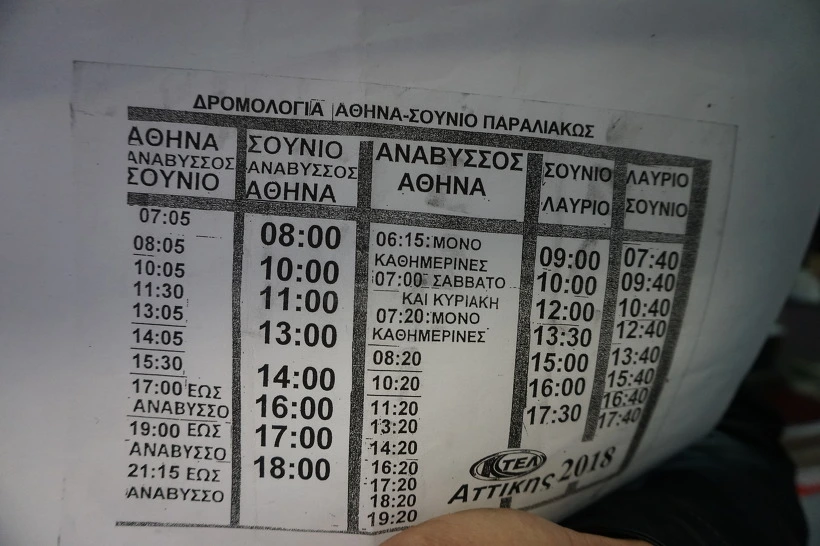 ΔΡΟΜΟΛΟΓΙΑ ΑΘΗΝΑ-ΣΟΥΝΙΟ ΠΑΡΑΛΙΑΚΩΣ
ΑΘΗΝΑ
ΑΝΑΒΥΣΣΟΣ
ΣΟΥΝΙΟ
07:05
08:05
10:05
11:30
13:05
14:05
15:30
17:00 ΕΩΣ
ΑΝΑΒΥΣΣΟ
19:00 ΕΩΣ
ΑΝΑΒΥΣΣΟ
21:15 ΕΩΣ
ΑΝΑΒΥΣΣΟ
ΣΟΥΝΙΟ
ΑΝΑΒΥΣΣΟΣ
ΑΘΗΝΑ
08:00
10:00
11:00
13:00
14:00
16:00
17:00
18:00
ΑΝΑΒΥΣΣΟΣ
ΑΘΗΝΑ
06:15:ΜΟΝΟ
ΚΑΘΗΜΕΡΙΝΕΣ
07:00 ΣΑΒΒΑΤΟ
ΚΑΙ ΚΥΡΙΑΚΗ
07:20:ΜΟΝΟ
ΚΑΘΗΜΕΡΙΝΕΣ
08:20
10:20
11:20
13:20
14:20
16:20
17:20
18:20
19:20
ΣΟΥΝΙΟ
ΛΑΥΡΙΟ
09:00
10:00
12:00
13:30
15:00
16:00
17:30
ΛΑΥΡΙΟ
ΣΟΥΝΙΟ
07:40
09:40
10:40
12:40
13:40
15:40
16:40
17:40
ΚΤΕΛ
ΑΤΤΙΚΗΣ 2018